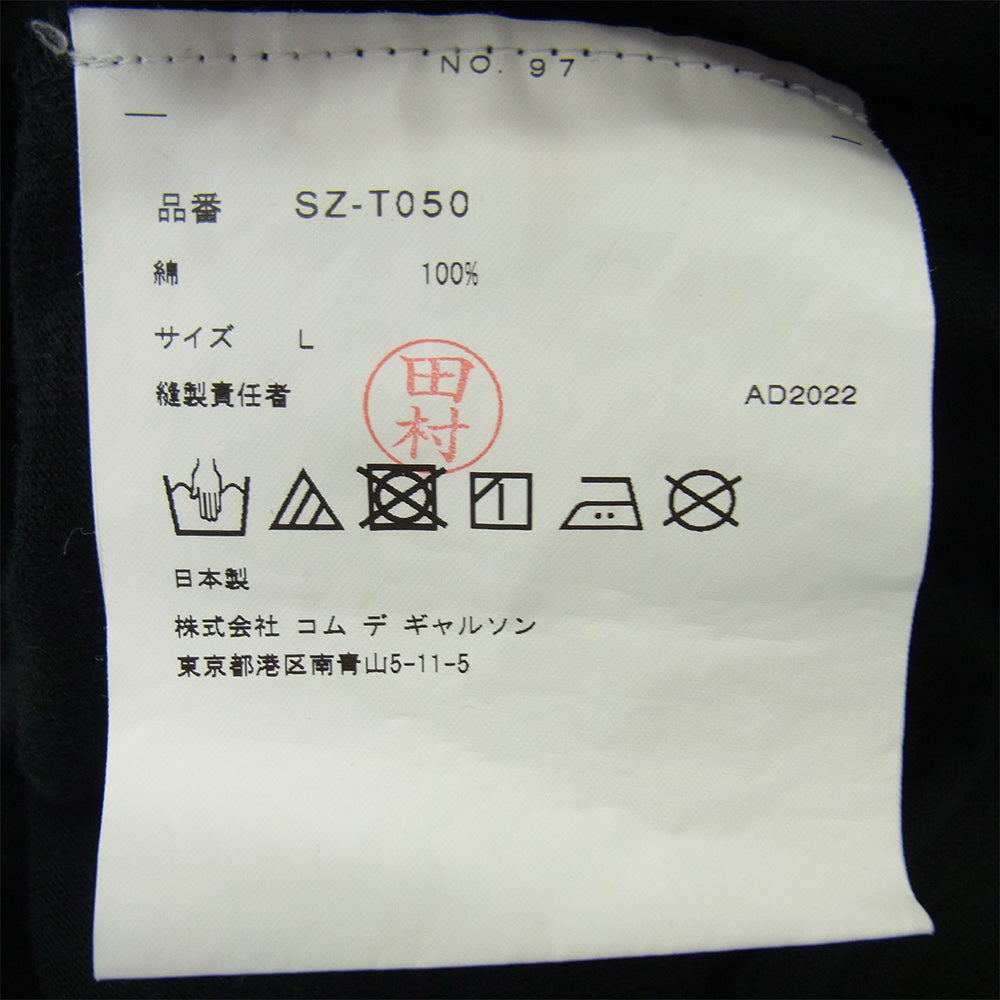 NO. 97
品番 SZ-T050
綿 100%
サイズ L
縫製責任者 田村 AD2022
日本製
株式会社 コム デ ギャルソン
東京都港区南青山5-11-5